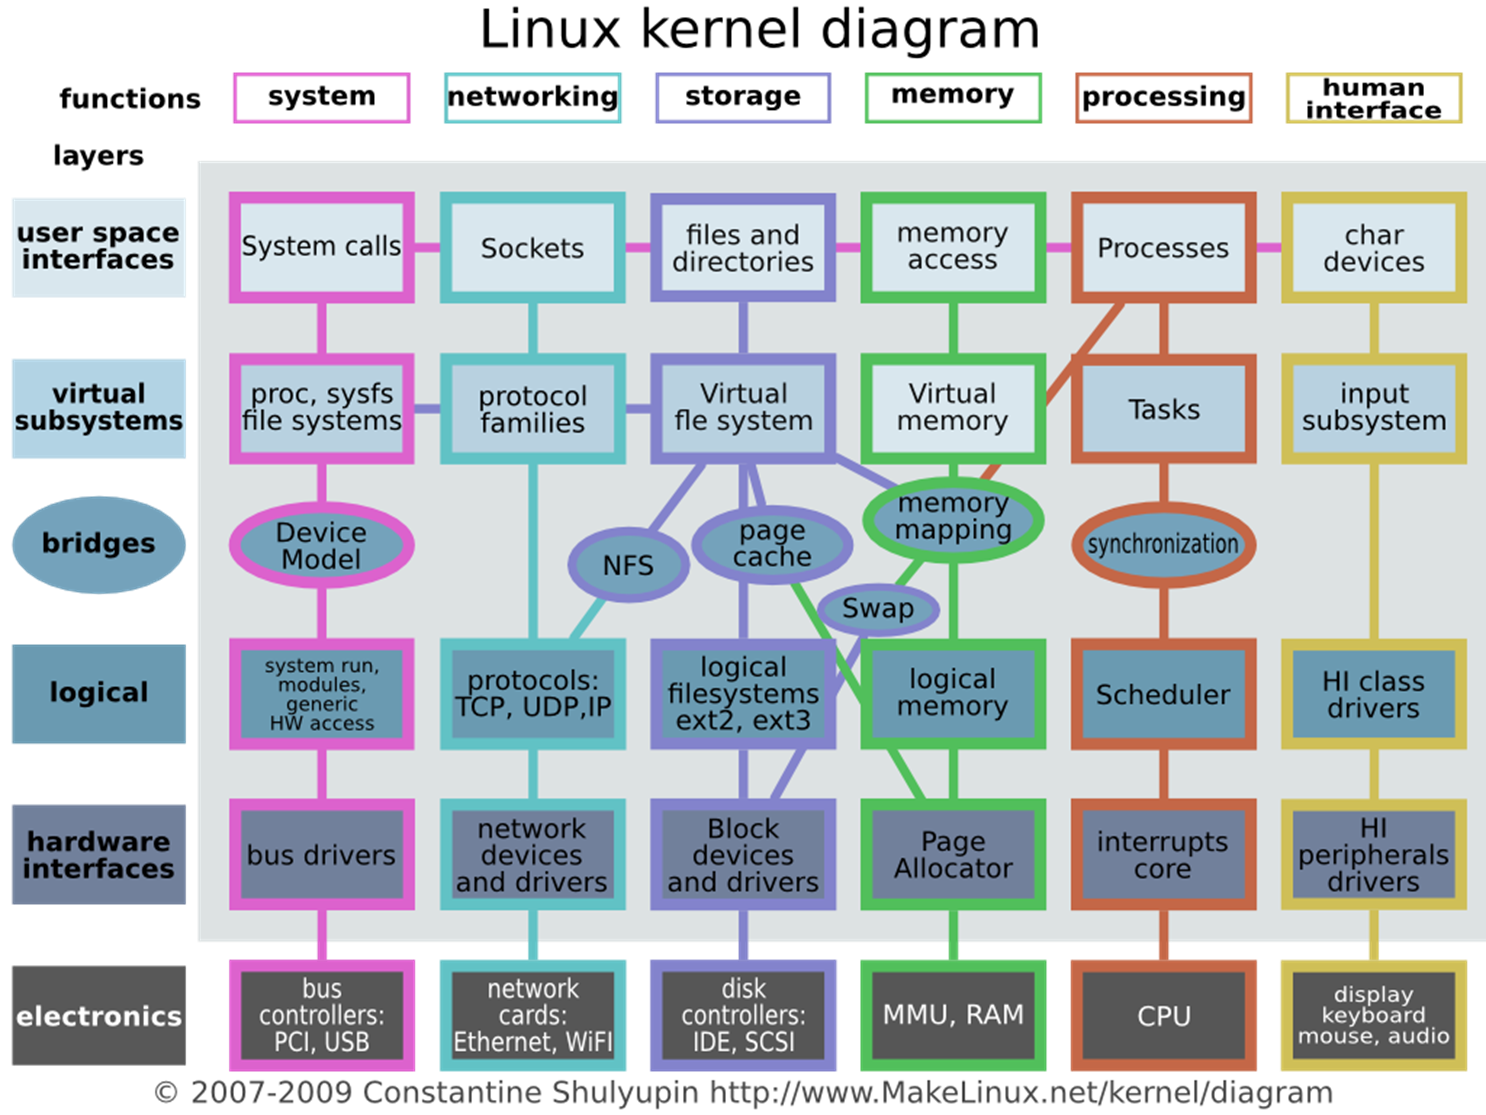 Linux kernel diagram
functions
system
networking
storage
memory
processing
human
interface
layers
user space
interfaces
System calls
Sockets
files and
directories
memory
access
Processes
char
devices
virtual
subsystems
proc, sysfs
file systems
protocol
families
Virtual
fle system
Virtual
memory
Tasks
input
subsystem
bridges
Device
Model
NFS
page
cache
memory
mapping
Swap
synchronization
logical
system run,
modules,
generic
HW access
protocols:
TCP, UDP,IP
logical
filesystems
ext2, ext3
logical
memory
Scheduler
HI class
drivers
hardware
interfaces
bus drivers
network
devices
and drivers
Block
devices
and drivers
Page
Allocator
interrupts
core
HI
peripherals
drivers
electronics
bus
controllers:
PCI, USB
network
cards:
Ethernet, WiFI
disk
controllers:
IDE, SCSI
MMU, RAM
CPU
display
keyboard
mouse, audio
© 2007-2009 Constantine Shulyupin http://www.MakeLinux.net/kernel/diagram